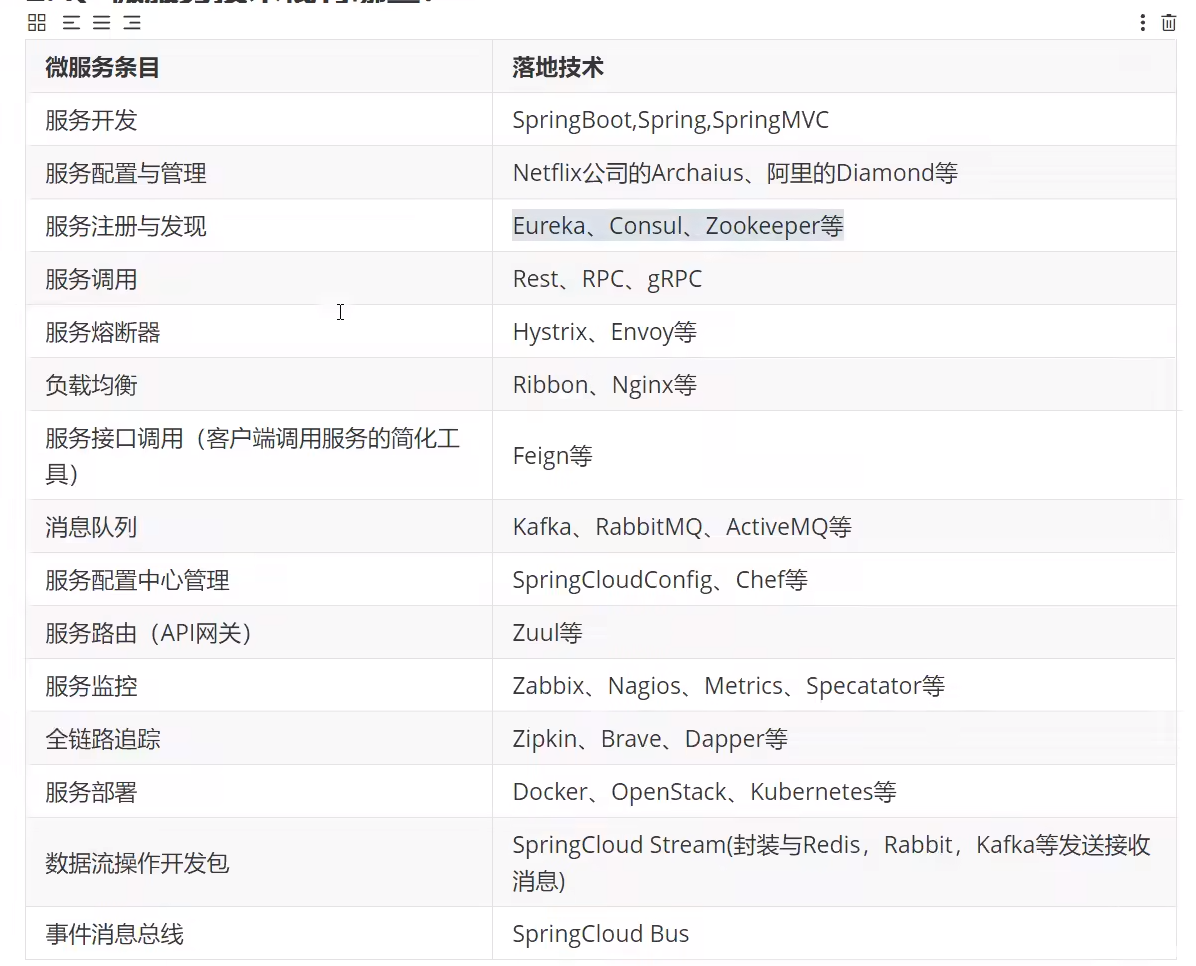 微服务条目
落地技术
服务开发
SpringBoot,Spring,SpringMVC
服务配置与管理
Netflix公司的Archaius、阿里的Diamond等
服务注册与发现
Eureka、Consul、Zookeeper等
服务调用
Rest、RPC、gRPC
服务熔断器
Hystrix、Envoy等
负载均衡
Ribbon、Nginx等
服务接口调用（客户端调用服务的简化工
具）
Feign等
消息队列
Kafka、RabbitMQ、ActiveMQ等
服务配置中心管理
SpringCloudConfig、Chef等
服务路由（API网关）
Zuul等
服务监控
Zabbix、Nagios、Metrics、Specatator等
全链路追踪
Zipkin、Brave、Dapper等
服务部署
Docker、OpenStack、Kubernetes等
数据流操作开发包
SpringCloud Stream(封装与Redis，Rabbit，Kafka等发送接收
消息)
事件消息总线
SpringCloud Bus